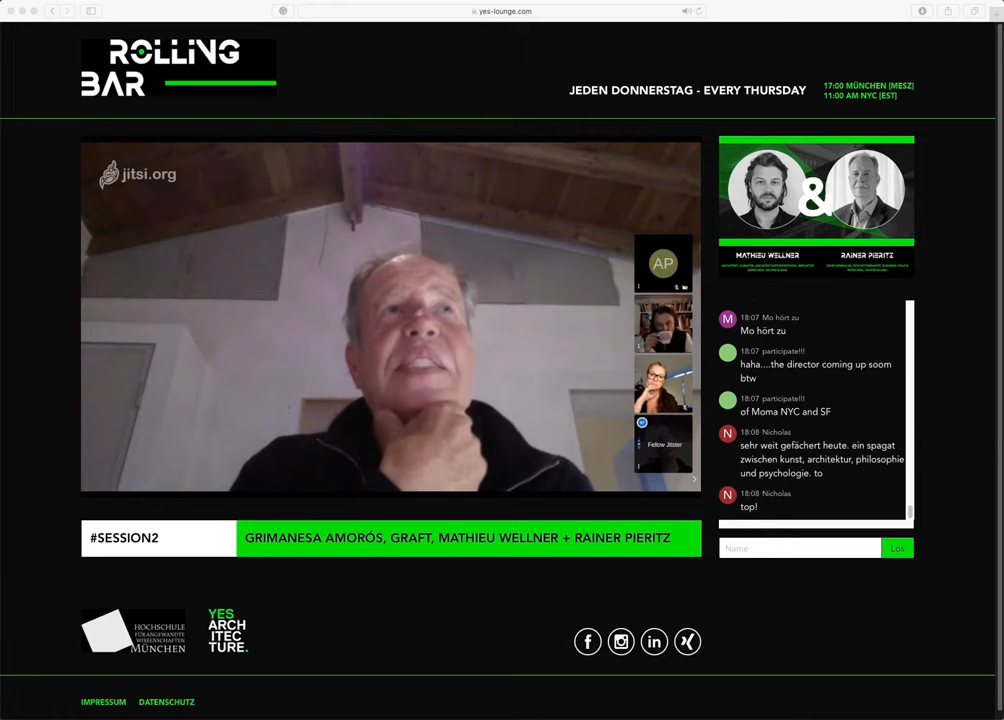 yes-lounge.com
ROLLING
BAR
JEDEN DONNERSTAG - EVERY THURSDAY
17:00 MÜNCHEN [MESZ]
11:00 AM NYC [EST]
jitsi.org
AP
Fellow Jitster
&
MATHIEU WELLNER
RAINER PIERITZ
M
18:07 Mo hört zu
Mo hört zu
18:07 participate!!!
haha....the director coming up soom
btw
18:07 participate!!!
of Moma NYC and SF
N
18:08 Nicholas
sehr weit gefächert heute. ein spagat
zwischen kunst, architektur, philosophie
und psychologie. to
N
18:08 Nicholas
top!
Name
Los
#SESSION2
GRIMANESA AMORÓS, GRAFT, MATHIEU WELLNER + RAINER PIERITZ
HOCHSCHULE
FÜR ANGEWANDTE
WISSENSCHAFTEN
MÜNCHEN
YES
ARCH
ITEC
TURE.
f
in
IMPRESSUM
DATENSCHUTZ